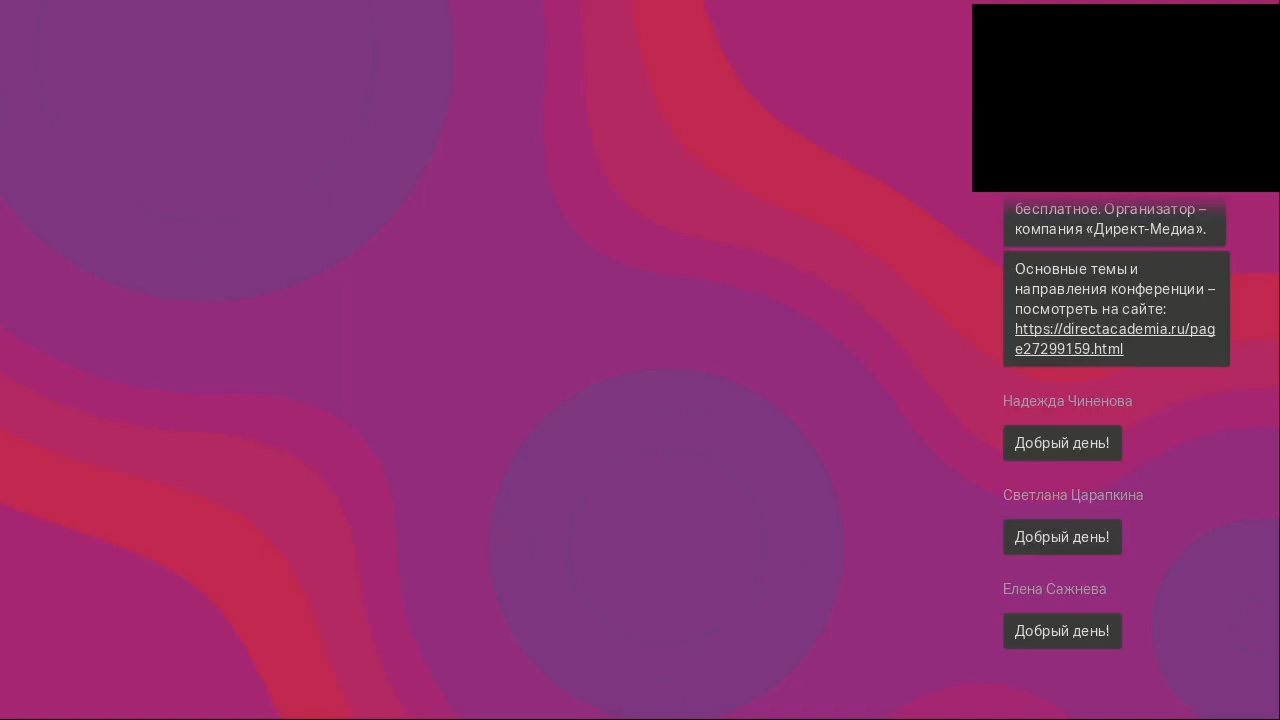 бесплатное. Организатор –
компания «Директ-Медиа».
Основные темы и
направления конференции –
посмотреть на сайте:
https://directacademia.ru/pag
e27299159.html
Надежда Чиненова
Добрый день!
Светлана Царапкина
Добрый день!
Елена Сажнева
Добрый день!